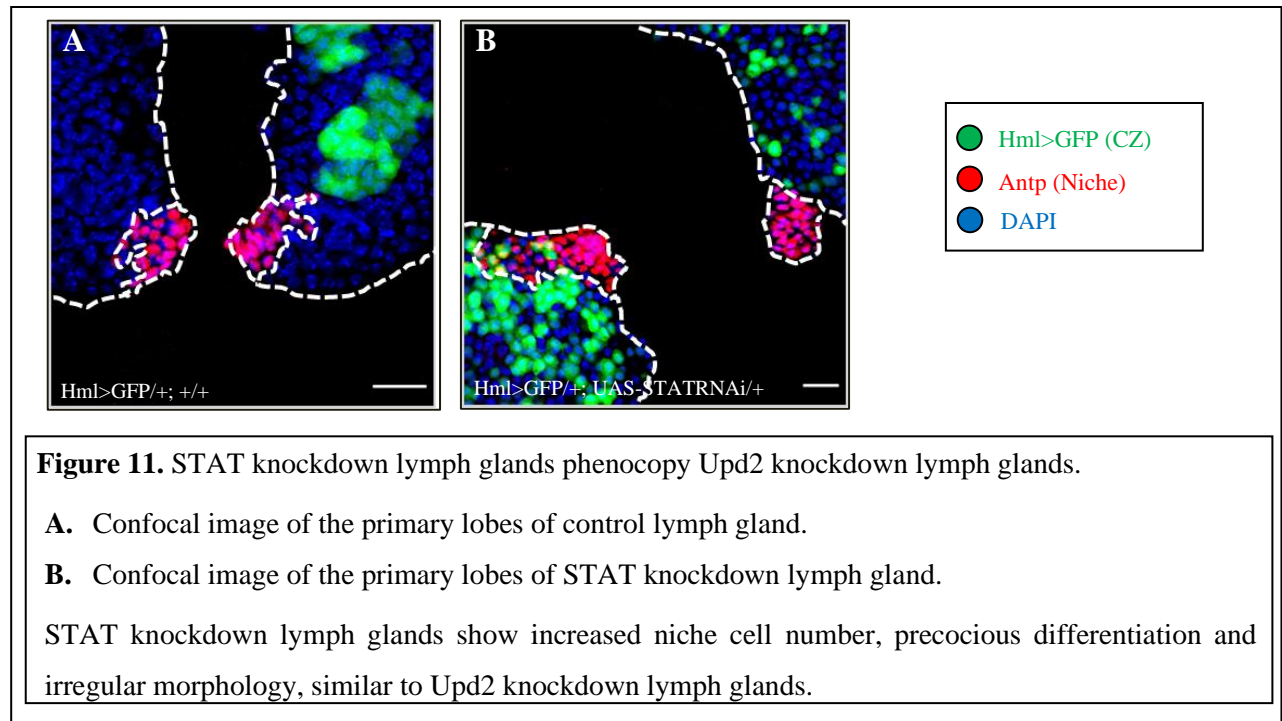 A
B
Hml>GFP (CZ)
Antp (Niche)
DAPI
Hml>GFP/+; +/+
Hml>GFP/+; UAS-STATRNAi/+
Figure 11. STAT knockdown lymph glands phenocopy Upd2 knockdown lymph glands.
A. Confocal image of the primary lobes of control lymph gland.
B. Confocal image of the primary lobes of STAT knockdown lymph gland.
STAT knockdown lymph glands show increased niche cell number, precocious differentiation and
irregular morphology, similar to Upd2 knockdown lymph glands.